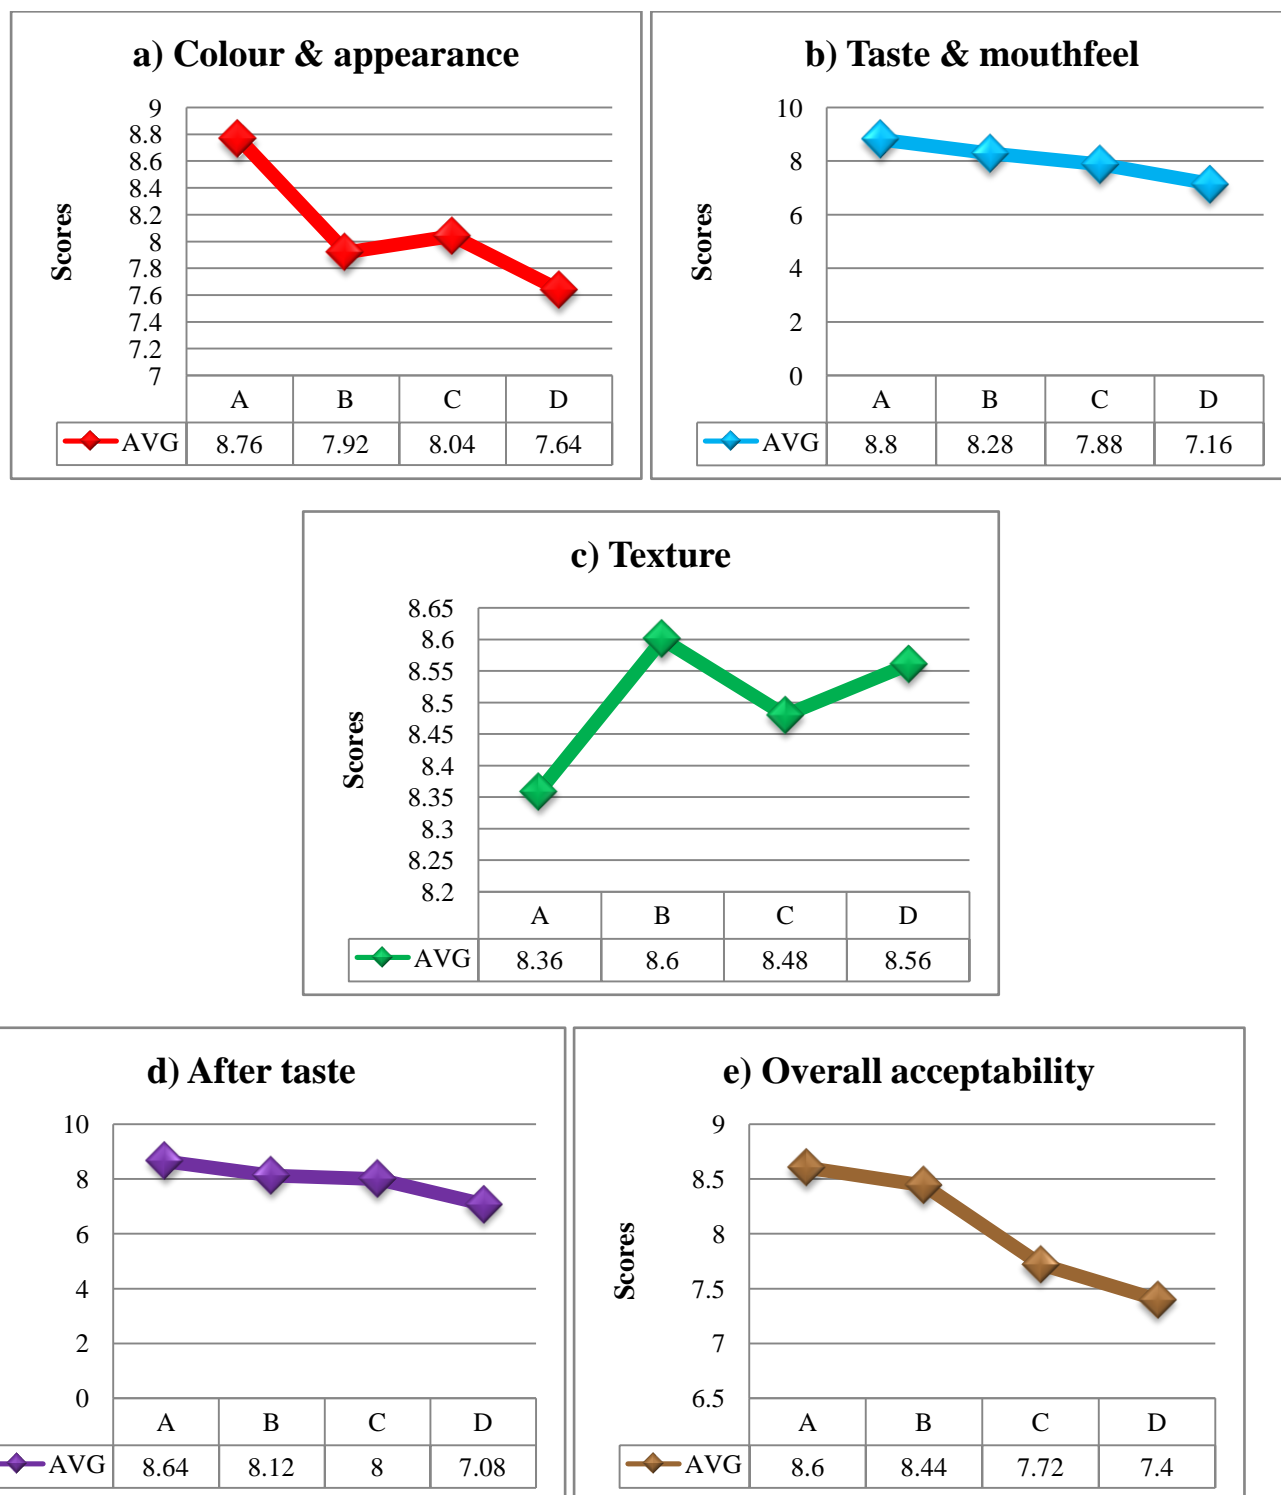 a) Colour & appearance
Scores
9
8.8
8.6
8.4
8.2
8
7.8
7.6
7.4
7.2
7
A B C D
AVG 8.76 7.92 8.04 7.64
b) Taste & mouthfeel
Scores
10
8
6
4
2
0
A B C D
AVG 8.8 8.28 7.88 7.16
c) Texture
Scores
8.65
8.6
8.55
8.5
8.45
8.4
8.35
8.3
8.25
8.2
A B C D
AVG 8.36 8.6 8.48 8.56
d) After taste
10
8
6
4
2
0
A B C D
AVG 8.64 8.12 8 7.08
e) Overall acceptability
Scores
9
8.5
8
7.5
7
6.5
A B C D
AVG 8.6 8.44 7.72 7.4